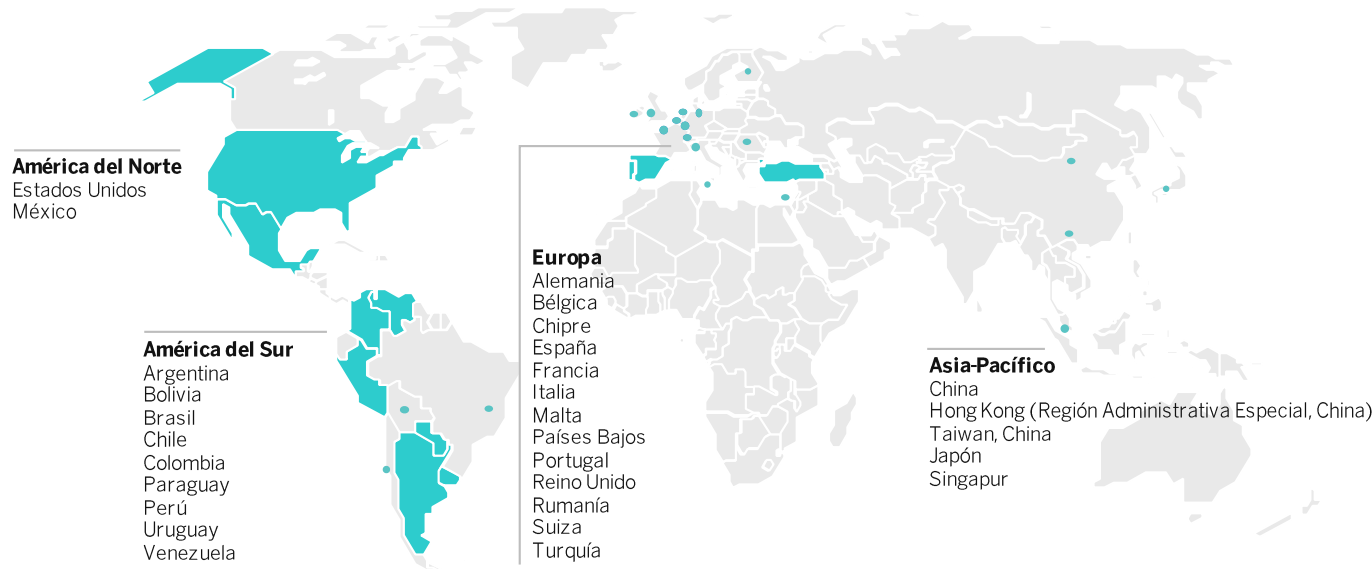 América del Norte
Estados Unidos
México
América del Sur
Argentina
Bolivia
Brasil
Chile
Colombia
Paraguay
Perú
Uruguay
Venezuela
Europa
Alemania
Bélgica
Chipre
España
Francia
Italia
Malta
Países Bajos
Portugal
Reino Unido
Rumanía
Suiza
Turquía
Asia-Pacífico
China
Hong Kong (Región Administrativa Especial, China)
Taiwan, China
Japón
Singapur